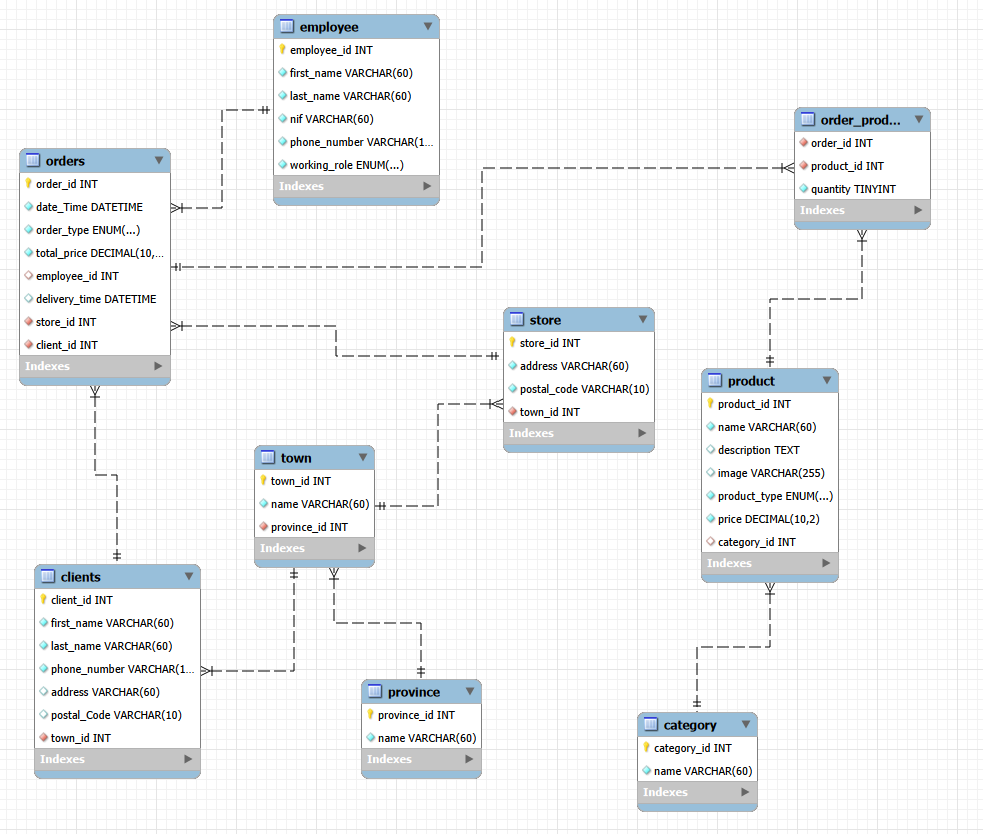 employee
employee_id INT
first_name VARCHAR(60)
last_name VARCHAR(60)
nif VARCHAR(60)
phone_number VARCHAR(1...
working_role ENUM(...)
Indexes
orders
order_id INT
date_Time DATETIME
order_type ENUM(...)
total_price DECIMAL(10,...
employee_id INT
delivery_time DATETIME
store_id INT
client_id INT
Indexes
order_prod...
order_id INT
product_id INT
quantity TINYINT
Indexes
store
store_id INT
address VARCHAR(60)
postal_code VARCHAR(10)
town_id INT
Indexes
product
product_id INT
name VARCHAR(60)
description TEXT
image VARCHAR(255)
product_type ENUM(...)
price DECIMAL(10,2)
category_id INT
Indexes
town
town_id INT
name VARCHAR(60)
province_id INT
Indexes
clients
client_id INT
first_name VARCHAR(60)
last_name VARCHAR(60)
phone_number VARCHAR(1...
address VARCHAR(60)
postal_Code VARCHAR(10)
town_id INT
Indexes
province
province_id INT
name VARCHAR(60)
Indexes
category
category_id INT
name VARCHAR(60)
Indexes